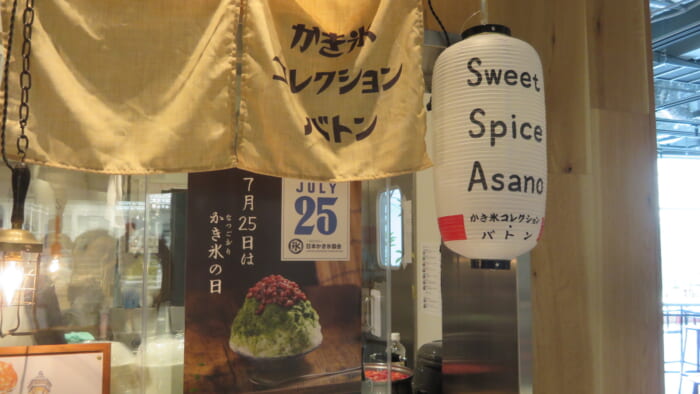 かき氷
コレクション
バトン
Sweet
Spice
Asano
かき氷コレクション
・
バトン
JULY
25
日本かき氷協会
7月25日は
なつごおり
かき氷の日